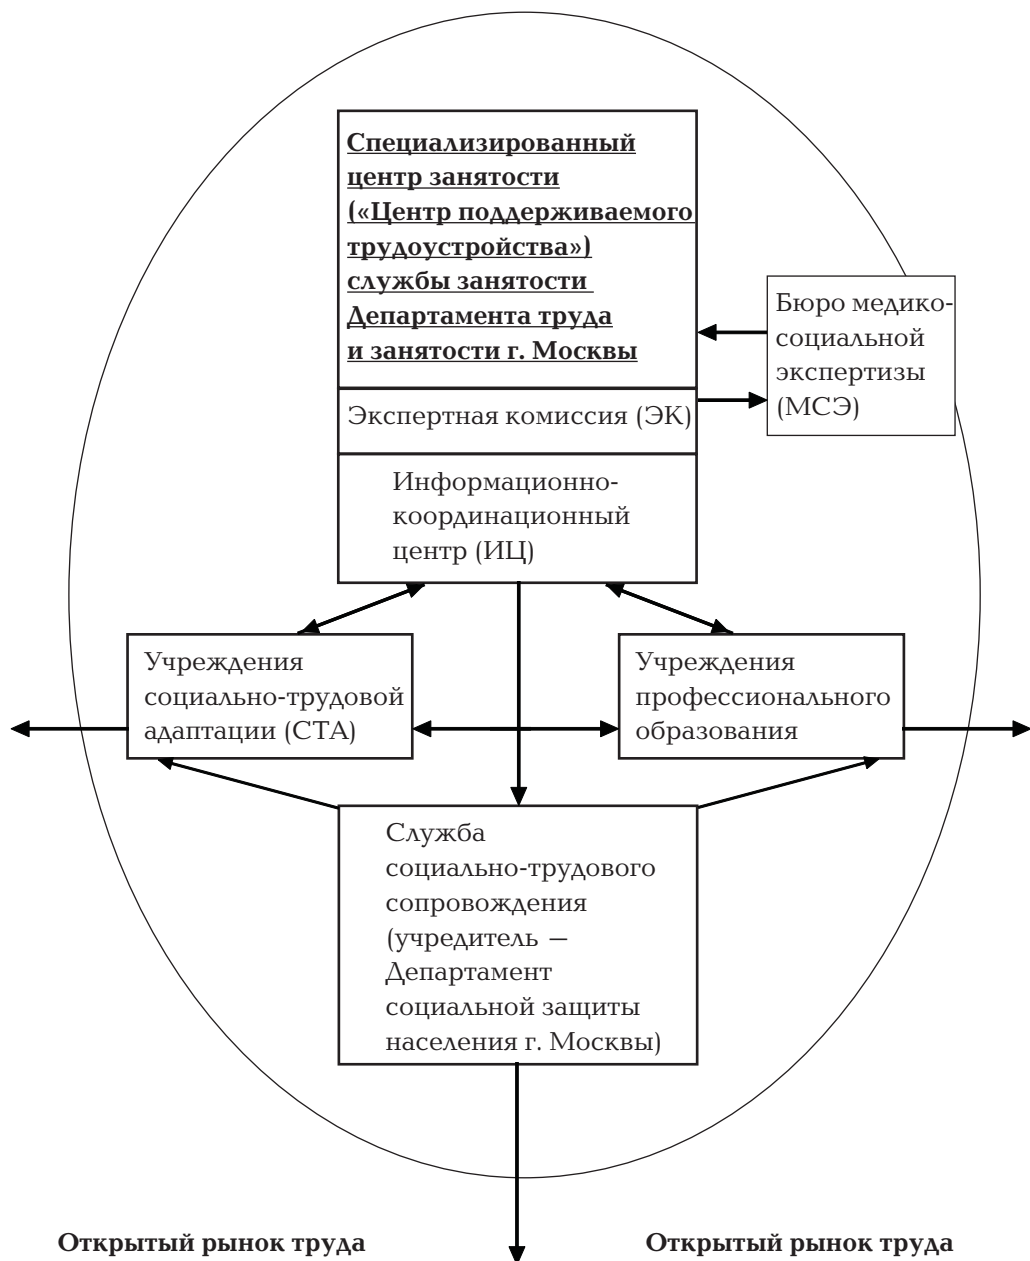 Специализированный
центр занятости
(«Центр поддерживаемого
трудоустройства»)
службы занятости
Департамента труда
и занятости г. Москвы
Бюро медико-
социальной
экспертизы
(МСЭ)
Экспертная комиссия (ЭК)
Информационно-
координационный
центр (ИЦ)
Учреждения
социально-трудовой
адаптации (СТА)
Учреждения
профессионального
образования
Служба
социально-трудового
сопровождения
(учредитель —
Департамент
социальной защиты
населения г. Москвы)
Открытый рынок труда
Открытый рынок труда